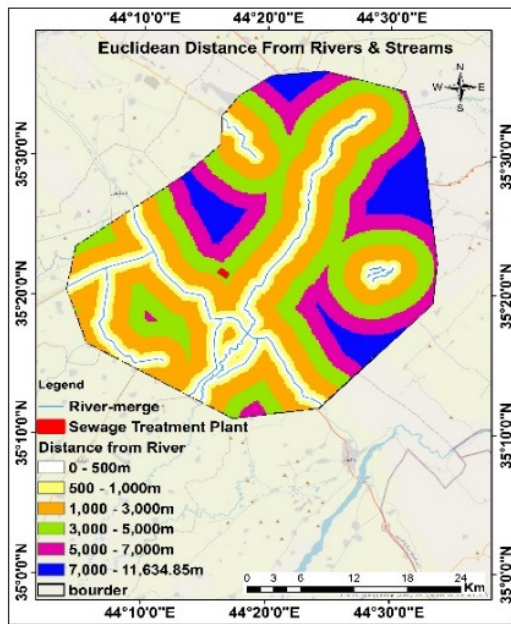 44°10'0"E 44°20'0"E 44°30'0"E
Euclidean Distance From Rivers & Streams
N
W E
S
35°30'0"N 35°30'0"N
35°20'0"N 35°20'0"N
35°10'0"N 35°10'0"N
35°0'0"N 35°0'0"N
Legend
River-merge
Sewage Treatment Plant
Distance from River
0 - 500m
500 - 1,000m
1,000 - 3,000m
3,000 - 5,000m
5,000 - 7,000m
7,000 - 11,634.85m
bourder
0 3 6 12 18 24
Km
44°10'0"E 44°20'0"E 44°30'0"E